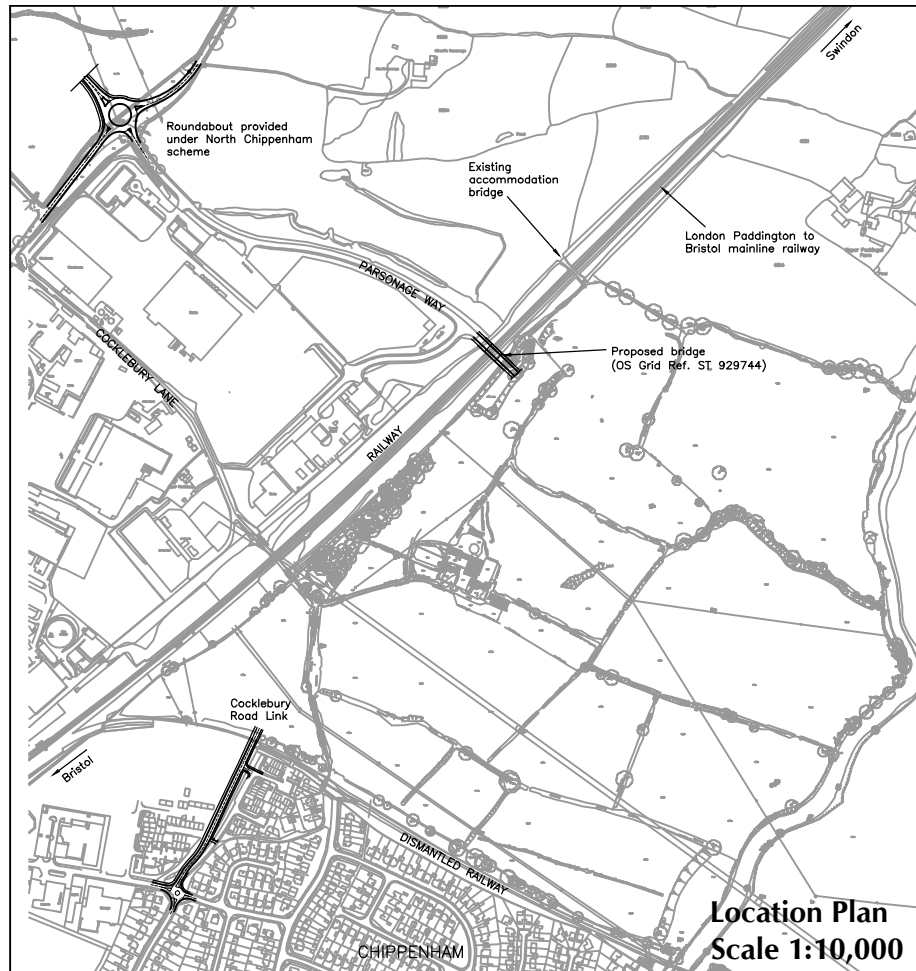 Swindon
Roundabout provided
under North Chippenham
scheme
Existing
accommodation
bridge
London Paddington to
Bristol mainline railway
PARSONAGE WAY
COCKLEBURY LANE
Proposed bridge
(OS Grid Ref. ST 929744)
RAILWAY
Cocklebury
Road Link
Bristol
DISMANTLED RAILWAY
CHIPPENHAM
Location Plan
Scale 1:10,000